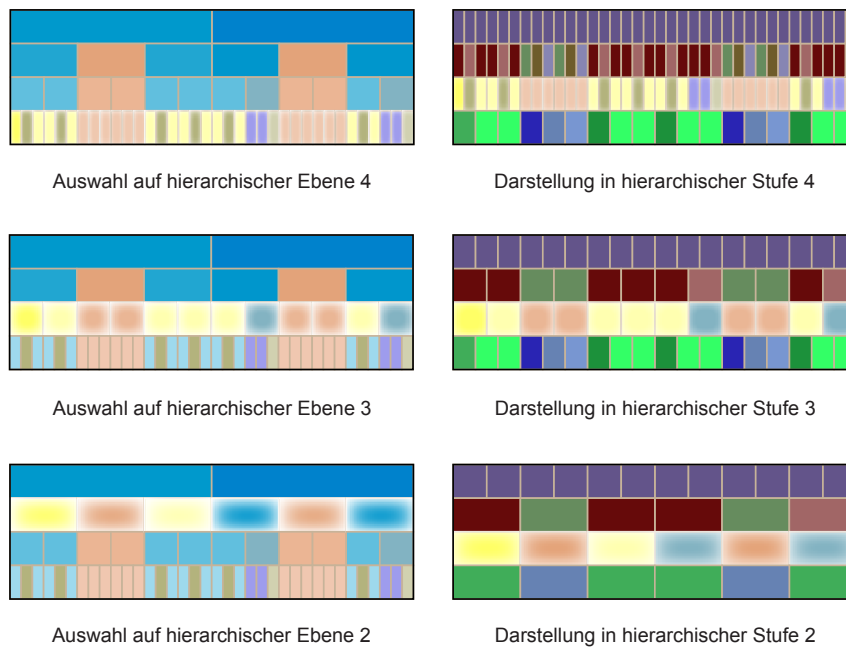 Auswahl auf hierarchischer Ebene 4
Darstellung in hierarchischer Stufe 4
Auswahl auf hierarchischer Ebene 3
Darstellung in hierarchischer Stufe 3
Auswahl auf hierarchischer Ebene 2
Darstellung in hierarchischer Stufe 2